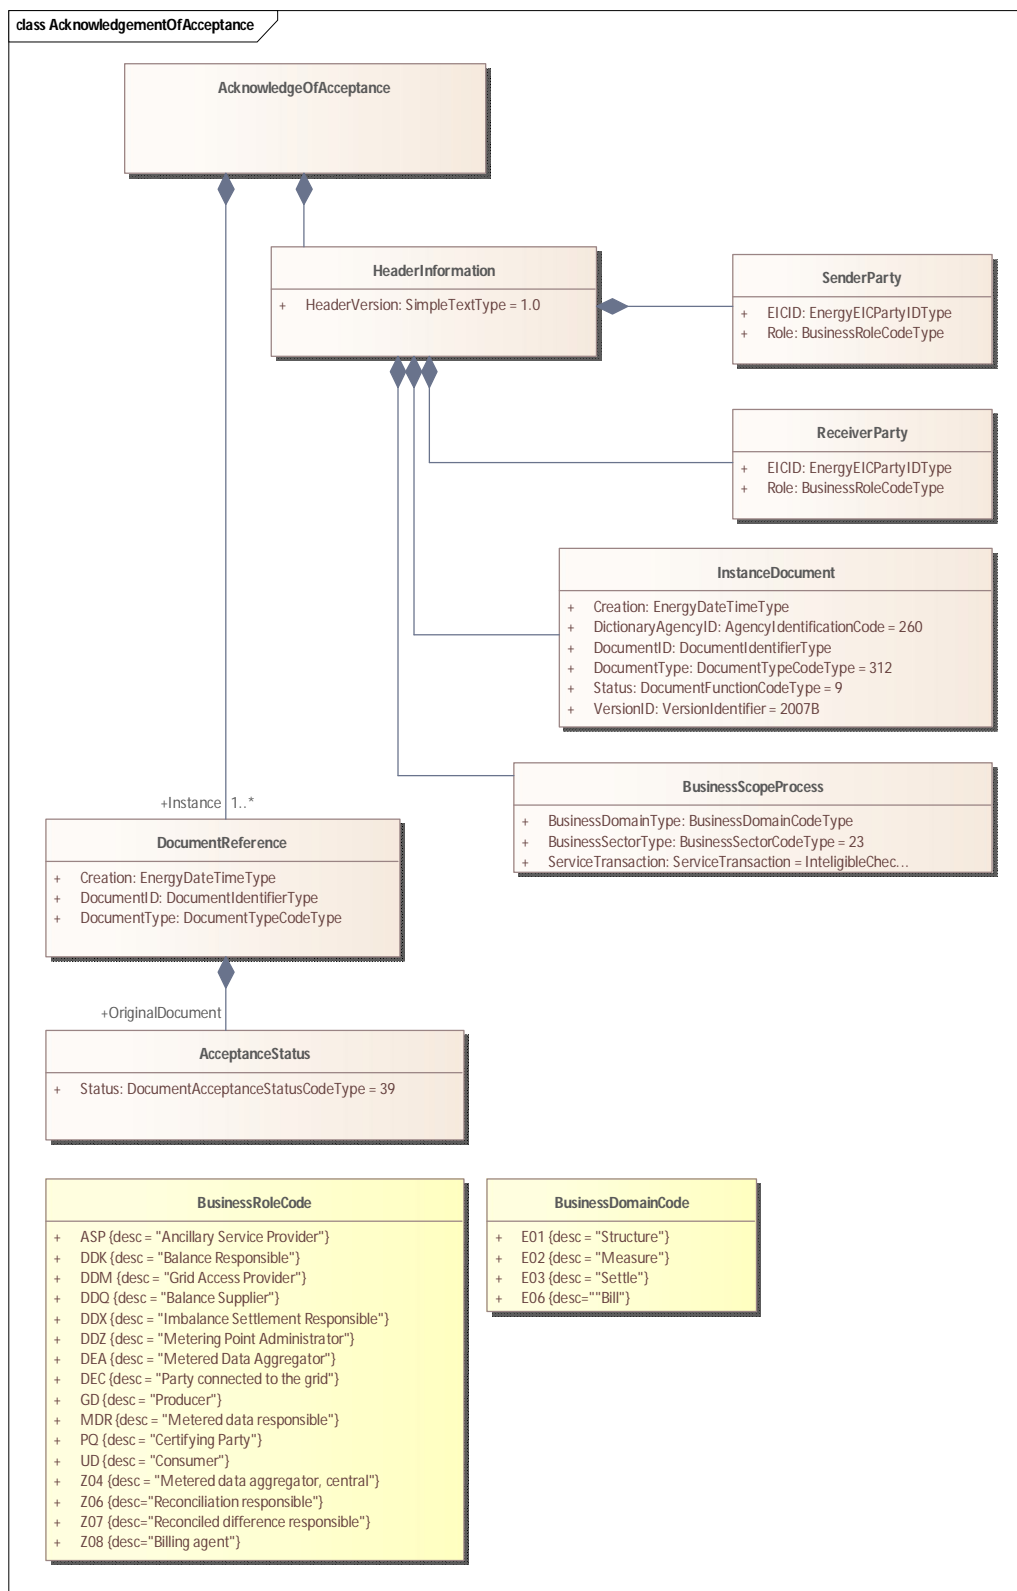 class AcknowledgementOfAcceptance
AcknowledgeOfAcceptance
HeaderInformation
+ HeaderVersion: SimpleTextType = 1.0
SenderParty
+ EICID: EnergyEICPartyIDType
+ Role: BusinessRoleCodeType
ReceiverParty
+ EICID: EnergyEICPartyIDType
+ Role: BusinessRoleCodeType
InstanceDocument
+ Creation: EnergyDateTimeType
+ DictionaryAgencyID: AgencyIdentificationCode = 260
+ DocumentID: DocumentIdentifierType
+ DocumentType: DocumentTypeCodeType = 312
+ Status: DocumentFunctionCodeType = 9
+ VersionID: VersionIdentifier = 2007B
BusinessScopeProcess
+ BusinessDomainType: BusinessDomainCodeType
+ BusinessSectorType: BusinessSectorCodeType = 23
+ ServiceTransaction: ServiceTransaction = InteligibleChec...
+Instance 1..*
DocumentReference
+ Creation: EnergyDateTimeType
+ DocumentID: DocumentIdentifierType
+ DocumentType: DocumentTypeCodeType
+OriginalDocument
AcceptanceStatus
+ Status: DocumentAcceptanceStatusCodeType = 39
BusinessRoleCode
+ ASP {desc = "Ancillary Service Provider"}
+ DDK {desc = "Balance Responsible"}
+ DDM {desc = "Grid Access Provider"}
+ DDQ {desc = "Balance Supplier"}
+ DDX {desc = "Imbalance Settlement Responsible"}
+ DDZ {desc = "Metering Point Administrator"}
+ DEA {desc = "Metered Data Aggregator"}
+ DEC {desc = "Party connected to the grid"}
+ GD {desc = "Producer"}
+ MDR {desc = "Metered data responsible"}
+ PQ {desc = "Certifying Party"}
+ UD {desc = "Consumer"}
+ Z04 {desc = "Metered data aggregator, central"}
+ Z06 {desc="Reconciliation responsible"}
+ Z07 {desc="Reconciled difference responsible"}
+ Z08 {desc="Billing agent"}
BusinessDomainCode
+ E01 {desc = "Structure"}
+ E02 {desc = "Measure"}
+ E03 {desc = "Settle"}
+ E06 {desc=""Bill"}